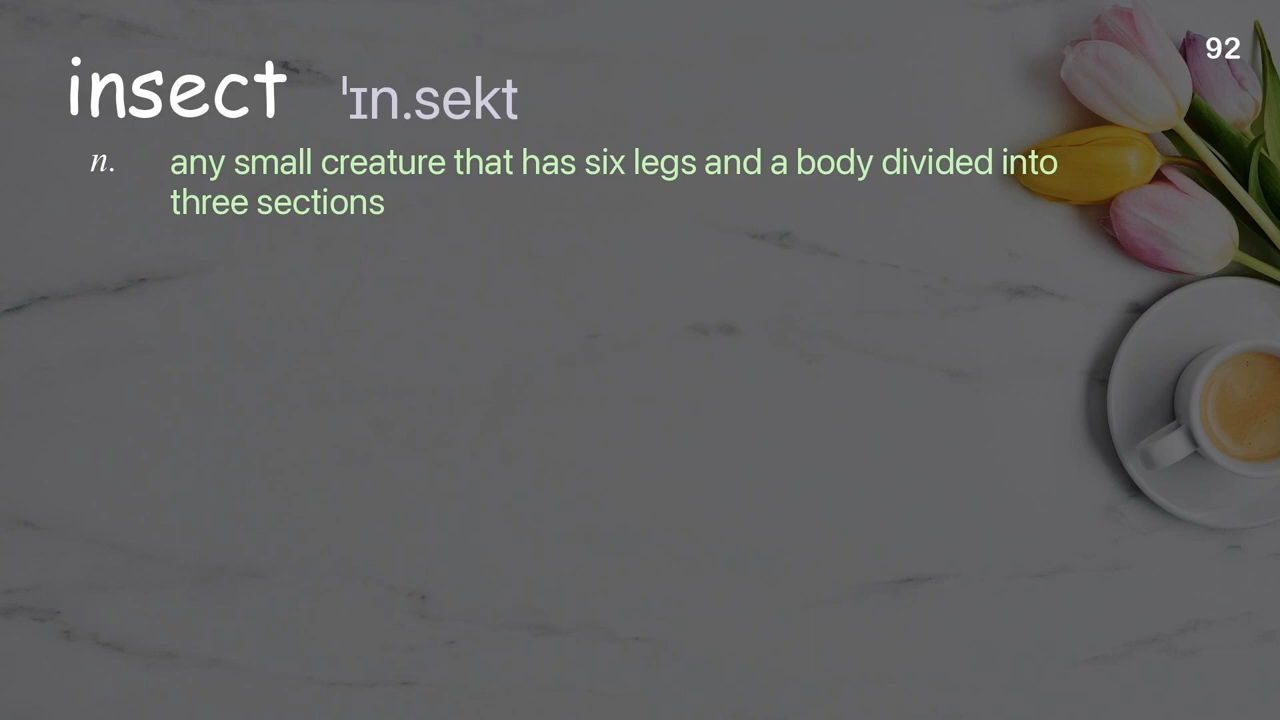 92
insect ˈɪn.sekt
n. any small creature that has six legs and a body divided into
three sections